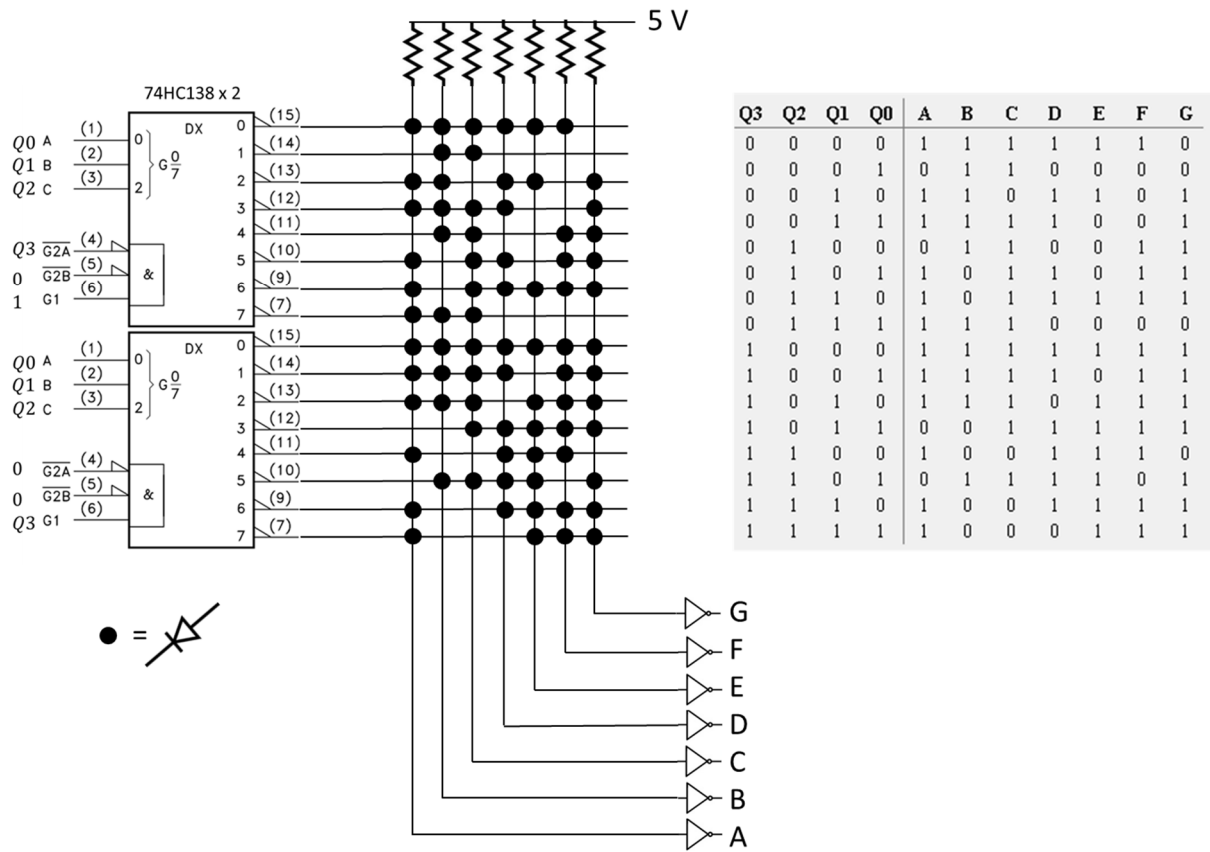 5 V
74HC138 x 2
Q0 A (1) 0 DX 0 (15)
Q1 B (2) G 0/7 1 (14)
Q2 C (3) 2 2 (13)
3 (12)
4 (11)
Q3 G2A (4) 5 (10)
0 G2B (5) & 6 (9)
1 G1 (6) 7 (7)
Q0 A (1) 0 DX 0 (15)
Q1 B (2) G 0/7 1 (14)
Q2 C (3) 2 2 (13)
3 (12)
4 (11)
0 G2A (4) 5 (10)
0 G2B (5) & 6 (9)
Q3 G1 (6) 7 (7)
Q3 Q2 Q1 Q0 A B C D E F G
0 0 0 0 1 1 1 1 1 1 0
0 0 0 1 0 1 1 0 0 0 0
0 0 1 0 1 1 0 1 1 0 1
0 0 1 1 1 1 1 1 0 0 1
0 1 0 0 0 1 1 0 0 1 1
0 1 0 1 1 0 1 1 0 1 1
0 1 1 0 1 0 1 1 1 1 1
0 1 1 1 1 1 1 0 0 0 0
1 0 0 0 1 1 1 1 1 1 1
1 0 0 1 1 1 1 1 0 1 1
1 0 1 0 1 1 1 0 1 1 1
1 0 1 1 0 0 1 1 1 1 1
1 1 0 0 1 0 0 1 1 1 0
1 1 0 1 0 1 1 1 1 0 1
1 1 1 0 1 0 0 1 1 1 1
1 1 1 1 1 0 0 0 1 1 1
=
G
F
E
D
C
B
A